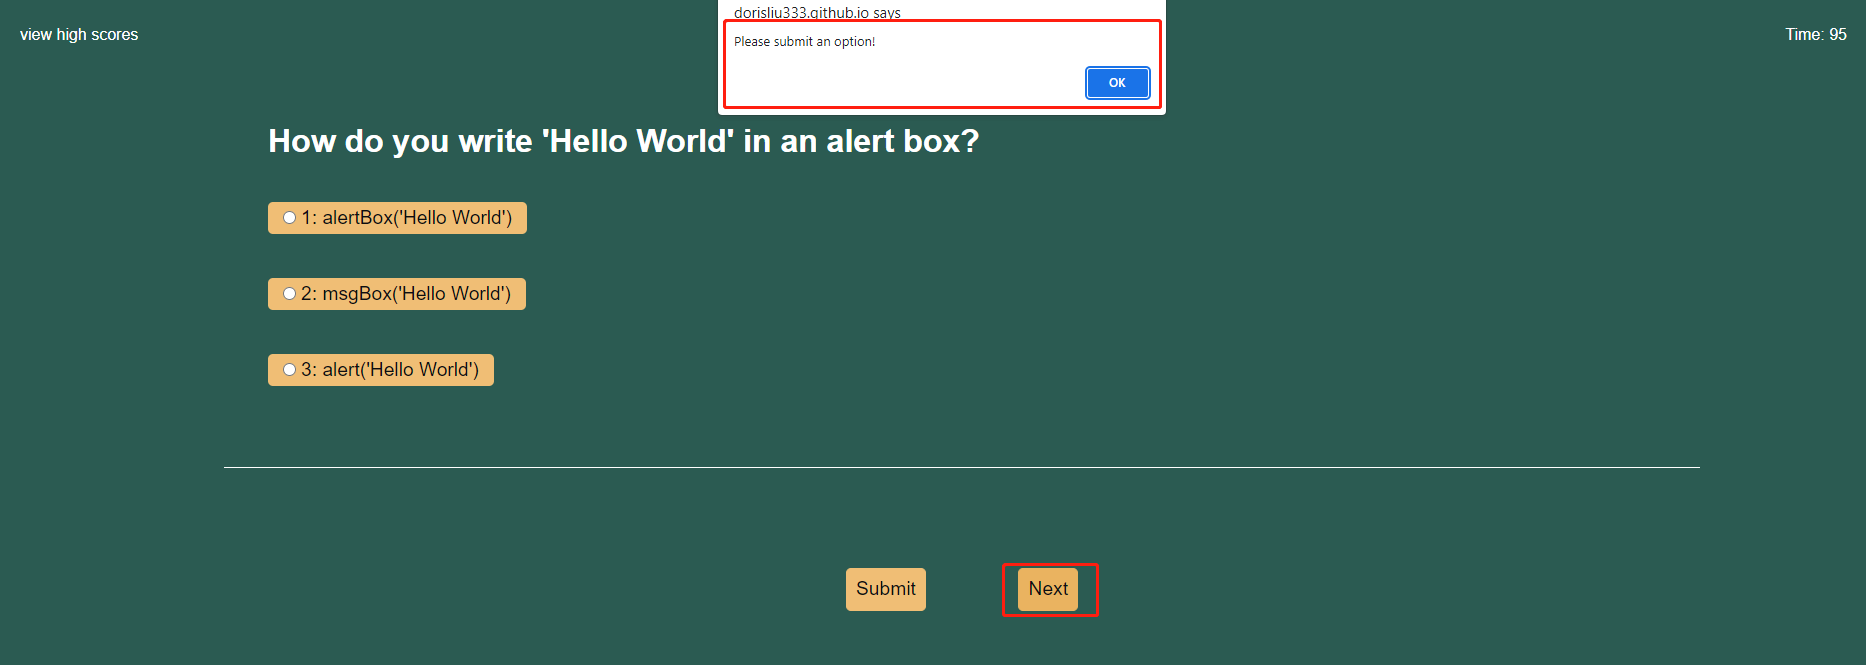 dorisliu333.github.io says
view high scores
Time: 95
Please submit an option!
OK
How do you write 'Hello World' in an alert box?
1: alertBox('Hello World')
2: msgBox('Hello World')
3: alert('Hello World')
Submit
Next